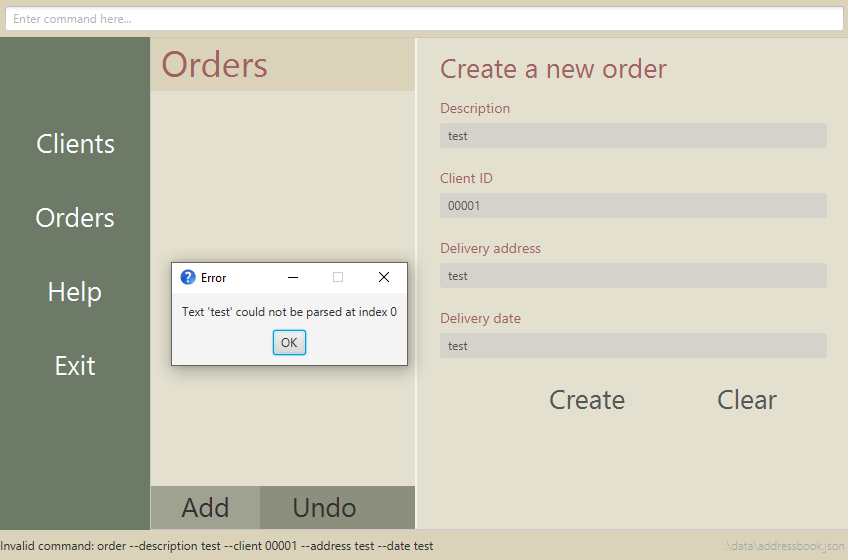 Enter command here...
Clients
Orders
Help
Exit
Orders
Error
Text 'test' could not be parsed at index 0
OK
Add
Undo
Create a new order
Description
test
Client ID
00001
Delivery address
test
Delivery date
test
Create
Clear
Invalid command: order --description test --client 00001 --address test --date test
.\data\addressbook.json